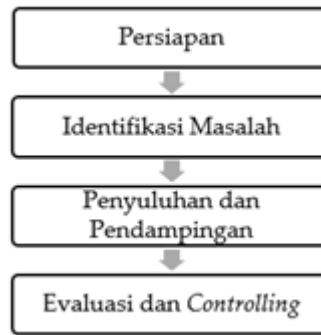 Persiapan
Identifikasi Masalah
Penyuluhan dan
Pendampingan
Evaluasi dan Controlling